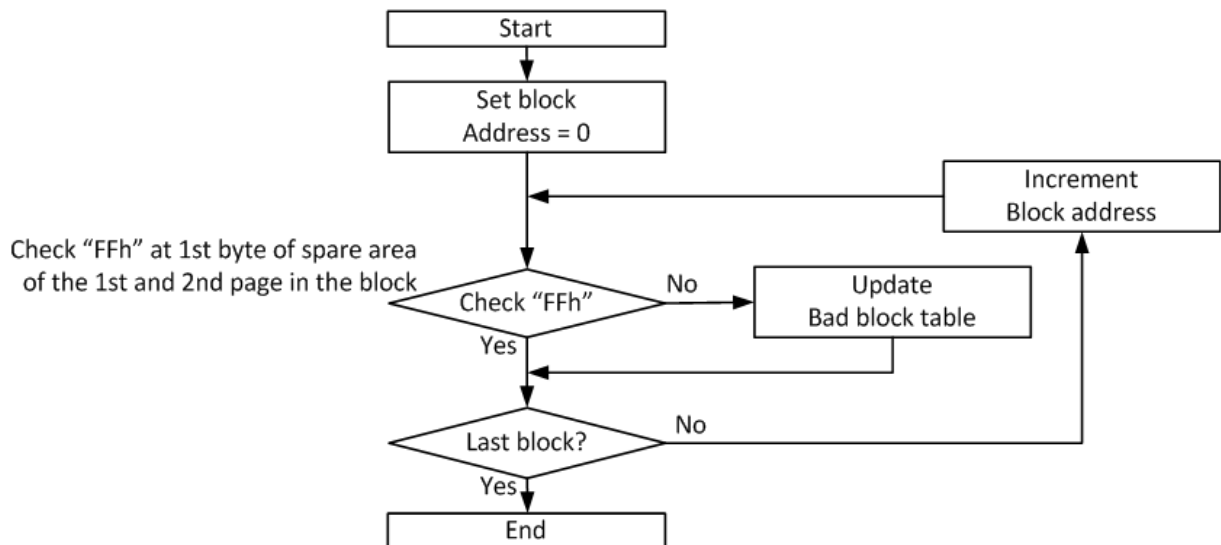 Start
Set block
Address = 0
Increment
Block address
Check “FFh” at 1st byte of spare area
of the 1st and 2nd page in the block
Check “FFh”
No
Update
Bad block table
Yes
Last block?
No
Yes
End